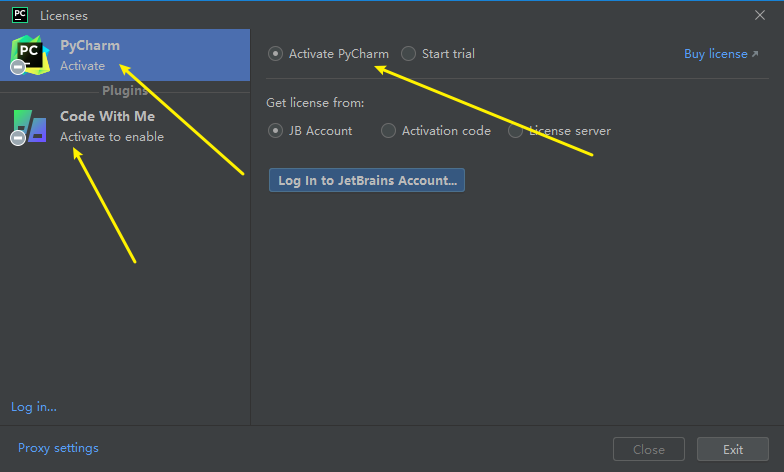 PC Licenses
PC PyCharm
Activate
Plugins
Code With Me
Activate to enable
Activate PyCharm Start trial Buy license
Get license from:
JB Account Activation code License server
Log In to JetBrains Account...
Log in...
Proxy settings
Close Exit